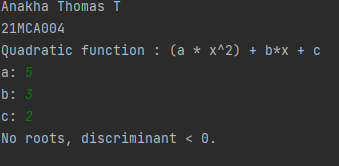 Anakha Thomas T
21MCA004
Quadratic function : (a * x^2) + b*x + c
a: 5
b: 3
c: 2
No roots, discriminant < 0.